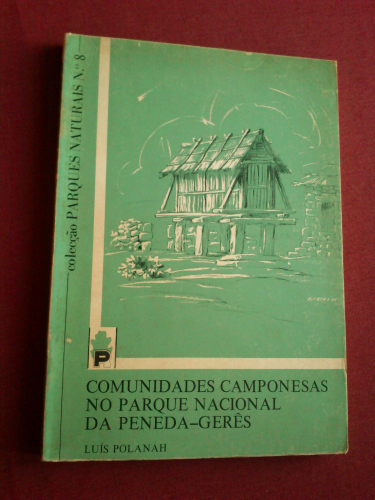 colecção PARQUES NATURAIS N.º 8
P
COMUNIDADES CAMPONESAS
NO PARQUE NACIONAL
DA PENEDA-GERÊS
LUÍS POLANAH